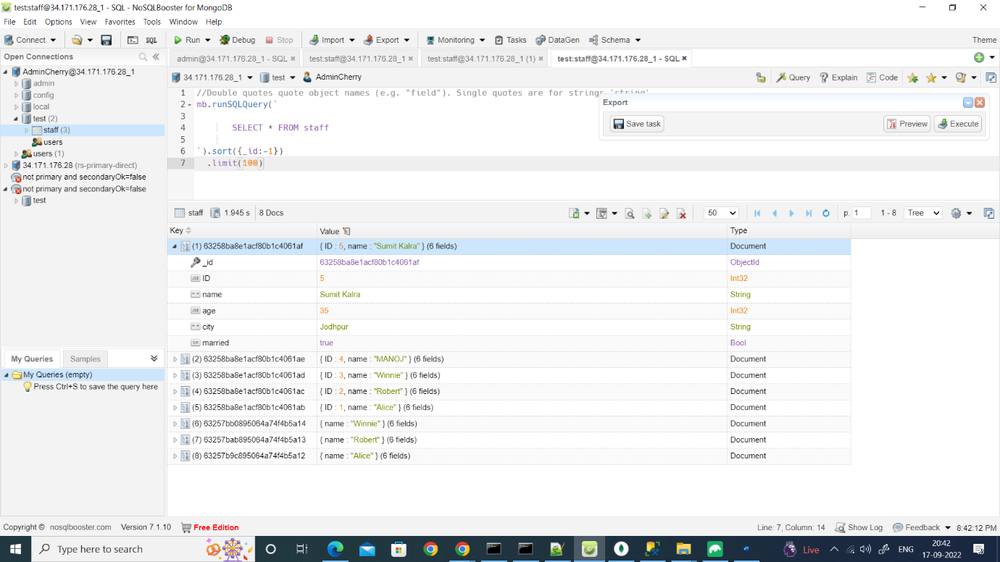 test:staff@34.171.176.28_1 - SQL - NoSQLBooster for MongoDB
File Edit Options View Favorites Tools Window Help
Connect SQL Run Debug Stop Import Export Monitoring Tasks DataGen Schema Theme
Open Connections
admin@34.171.176.28_1 - SQL test:staff@34.171.176.28_1 test:staff@34.171.176.28_1 (1) test:staff@34.171.176.28_1 - SQL
AdminCherry@34.171.176.28_1
admin
config
local
test (2)
staff (3)
users
users (1)
34.171.176.28 (rs-primary-direct)
not primary and secondaryOk=false
not primary and secondaryOk=false
test
34.171.176.28_1 test AdminCherry Query Explain Code
1 //Double quotes quote object names (e.g. "field"). Single quotes are for strings 'string'
2 mb.runSQLQuery(`
3
4 SELECT * FROM staff
5
6 `).sort({_id:-1})
7 .limit(100)
Export
Save task Preview Execute
staff 1.945 s 8 Docs 50 p. 1 1 - 8 Tree
Key Value Type
(1) 63258ba8e1acf80b1c4061af { ID : 5, name : "Sumit Kalra" } (6 fields) Document
_id 63258ba8e1acf80b1c4061af ObjectId
ID 5 Int32
name Sumit Kalra String
age 35 Int32
city Jodhpur String
married true Bool
(2) 63258ba8e1acf80b1c4061ae { ID : 4, name : "MANOJ" } (6 fields) Document
(3) 63258ba8e1acf80b1c4061ad { ID : 3, name : "Winnie" } (6 fields) Document
(4) 63258ba8e1acf80b1c4061ac { ID : 2, name : "Robert" } (6 fields) Document
(5) 63258ba8e1acf80b1c4061ab { ID : 1, name : "Alice" } (6 fields) Document
(6) 63257bb0895064a74f4b5a14 { name : "Winnie" } (6 fields) Document
(7) 63257bab895064a74f4b5a13 { name : "Robert" } (6 fields) Document
(8) 63257b9c895064a74f4b5a12 { name : "Alice" } (6 fields) Document
My Queries Samples
My Queries (empty)
Press Ctrl+S to save the query here
Copyright © nosqlbooster.com Version 7.1.10 Free Edition Line: 7, Column: 14 Show Log Feedback 8:42:12 PM
Type here to search Live ENG 20:42
17-09-2022